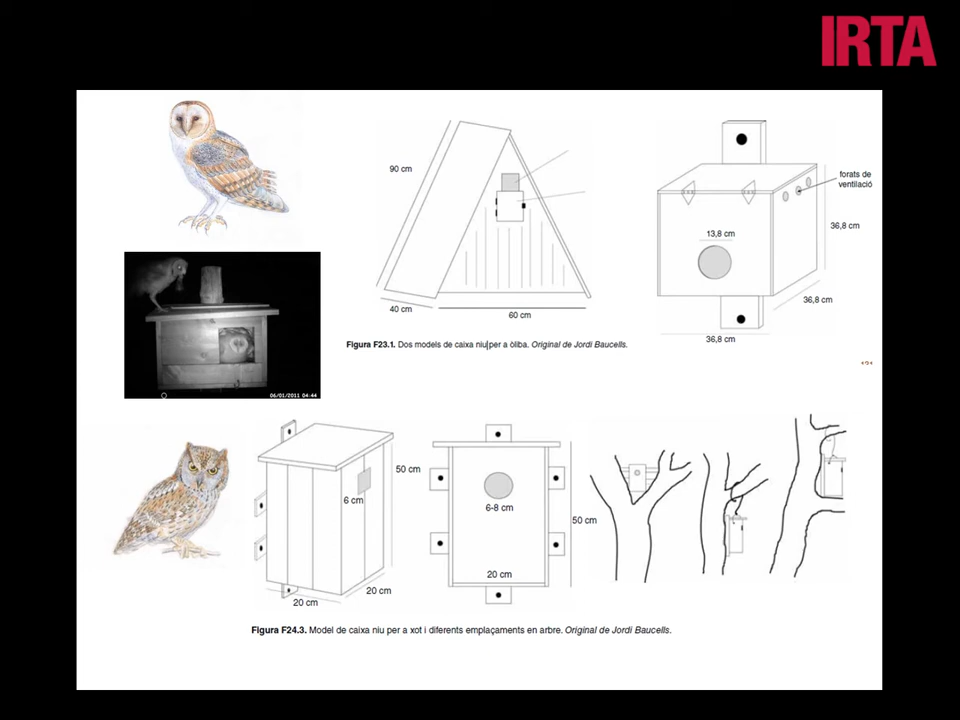 IRTA
90 cm
40 cm
60 cm
forats de
ventilació
13,8 cm
36,8 cm
36,8 cm
36,8 cm
Figura F23.1. Dos models de caixa niu per a òliba. Original de Jordi Baucells.
06/01/2011 04:44
50 cm
6 cm
20 cm
20 cm
6-8 cm
50 cm
20 cm
Figura F24.3. Model de caixa niu per a xot i diferents emplaçaments en arbre. Original de Jordi Baucells.